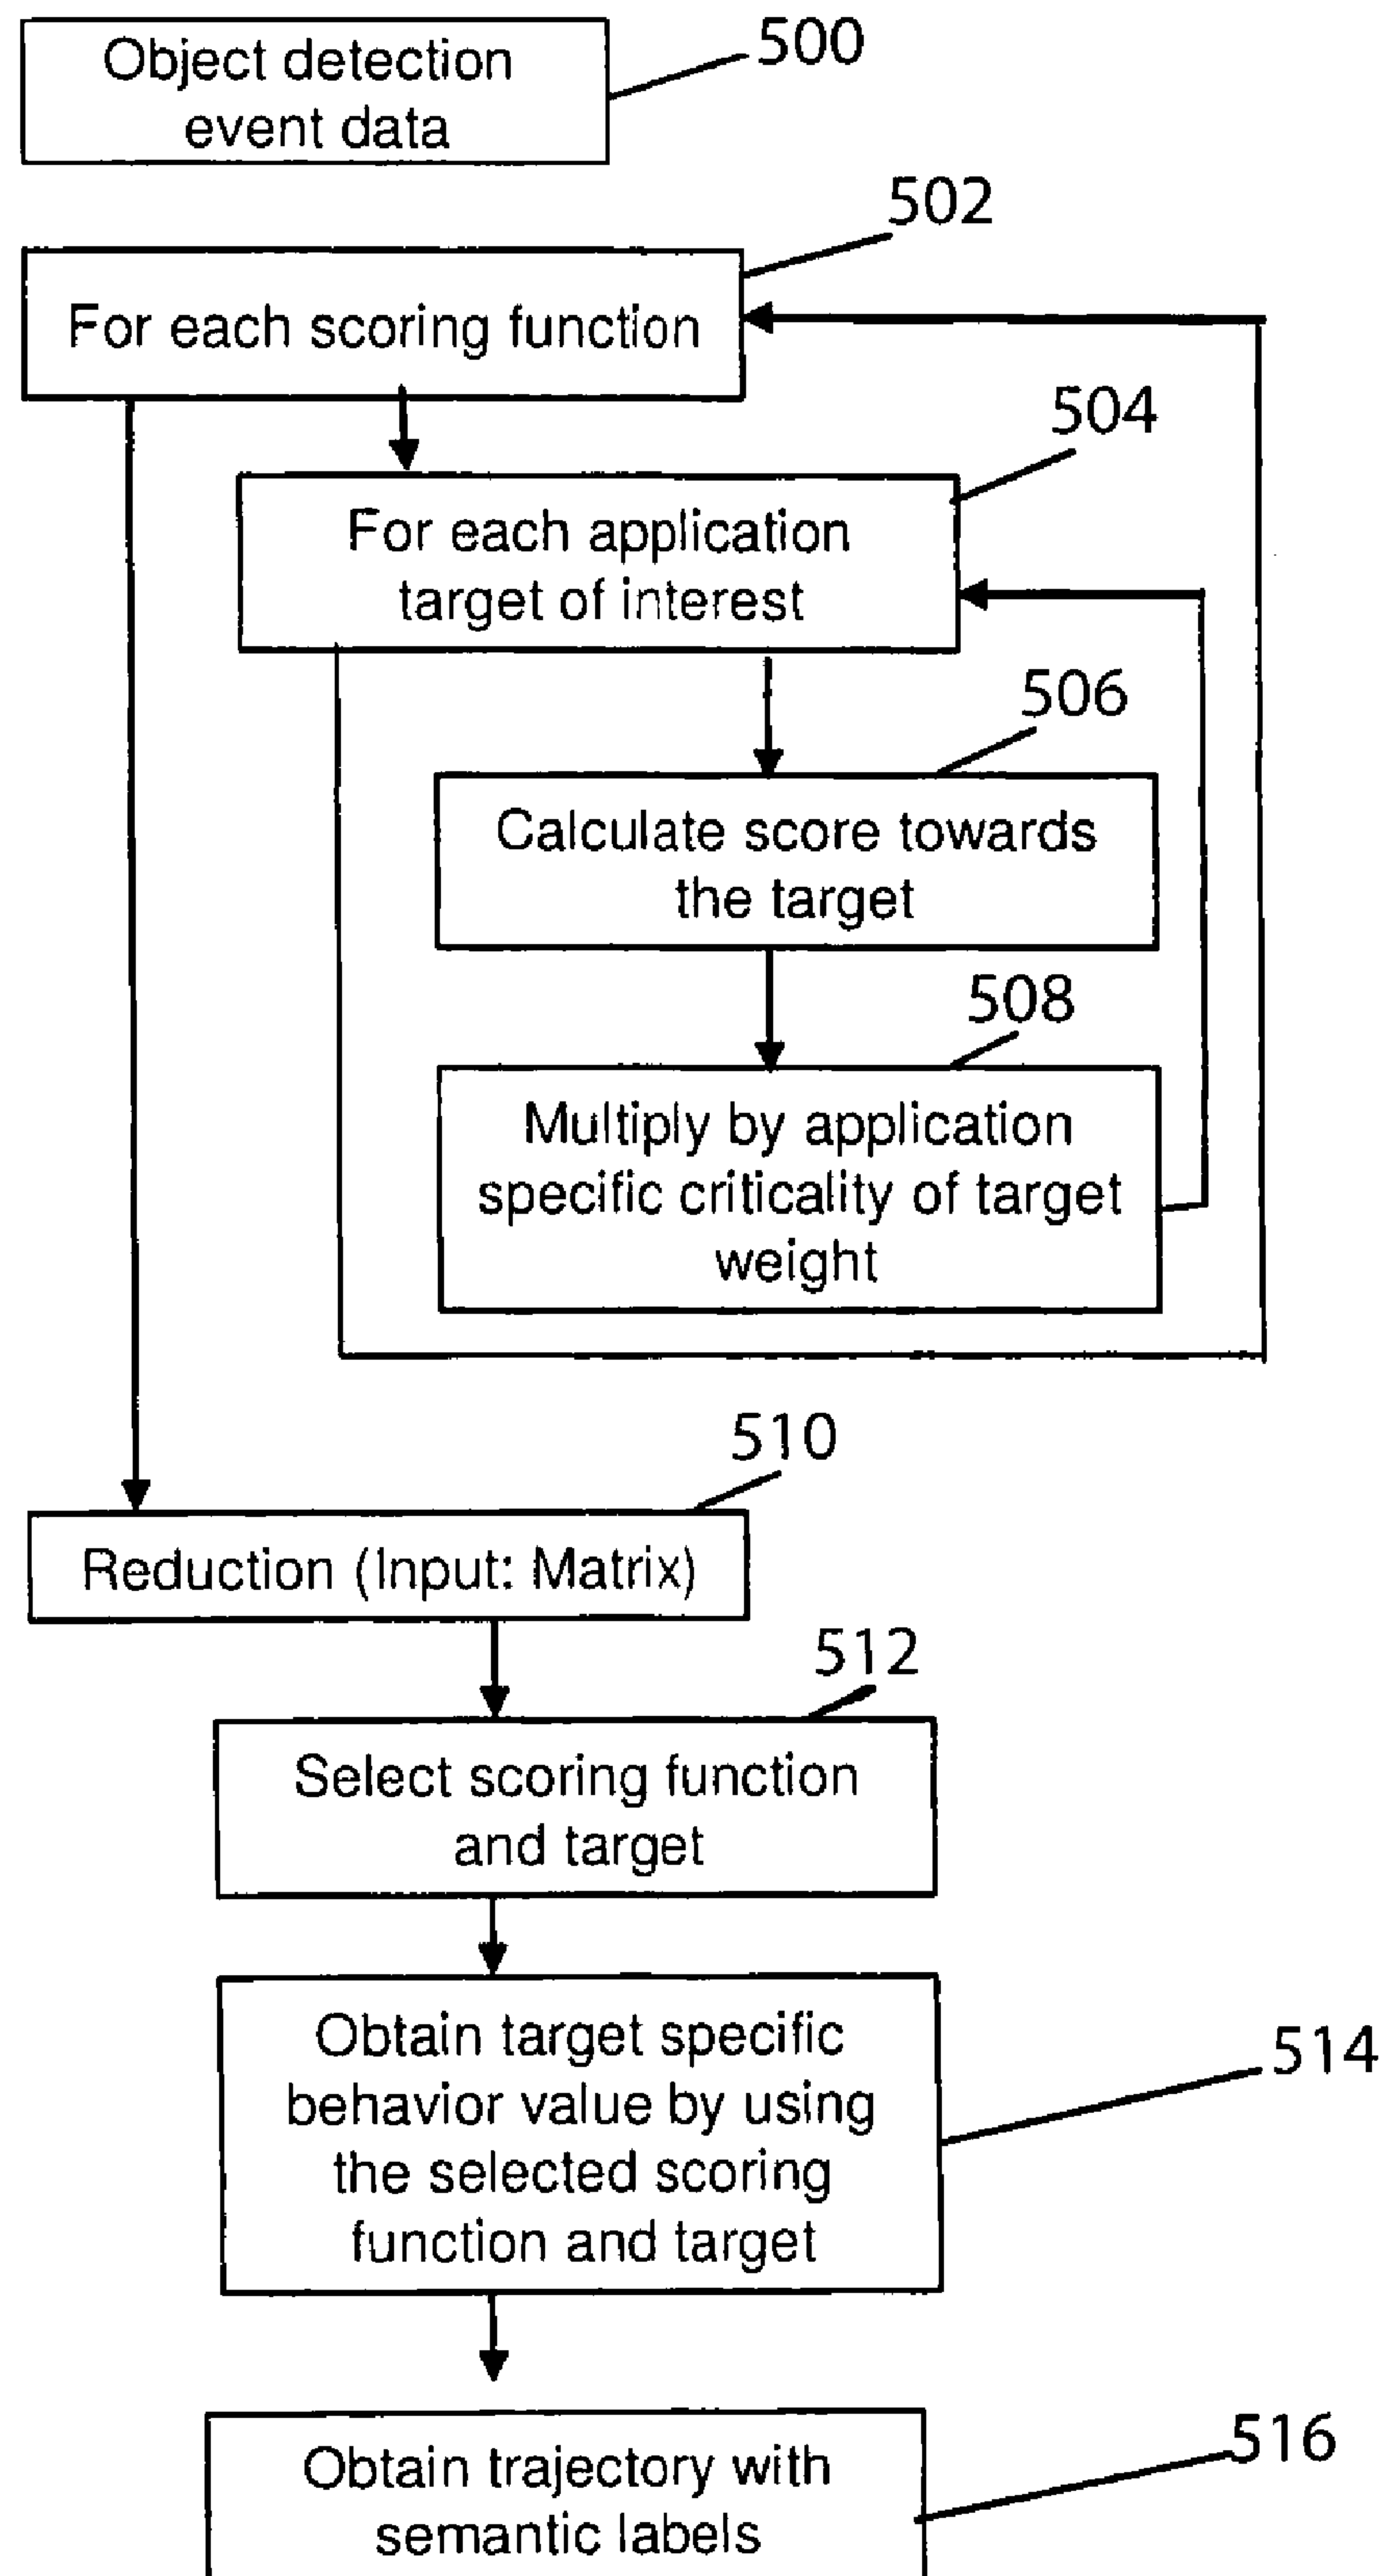 Object detection
event data
500
502
For each scoring function
504
For each application
target of interest
506
Calculate score towards
the target
508
Multiply by application
specific criticality of target
weight
510
Reduction (Input: Matrix)
512
Select scoring function
and target
Obtain target specific
behavior value by using
the selected scoring
function and target
514
Obtain trajectory with
semantic labels
516